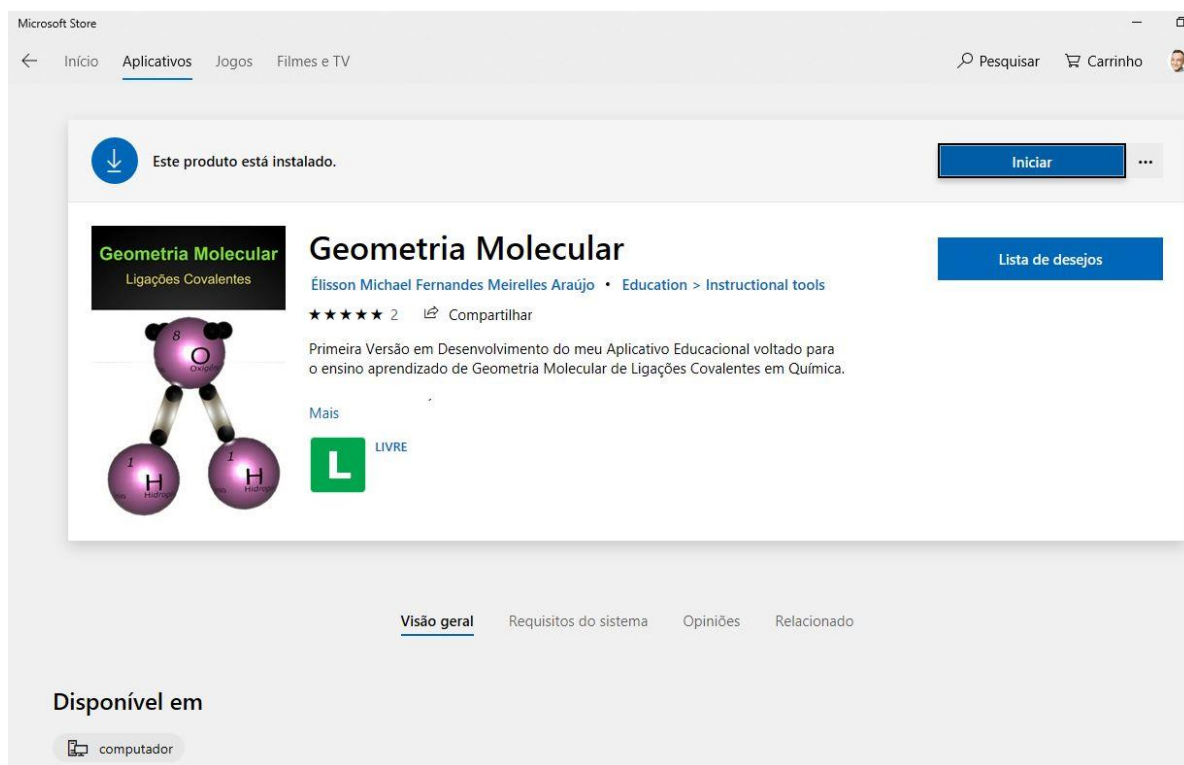 Microsoft Store
Início Aplicativos Jogos Filmes e TV Pesquisar Carrinho
Este produto está instalado.
Iniciar
Geometria Molecular
Ligações Covalentes
8
O
Oxigên
1
H
Hidrogê
1
H
Hidrogê
Geometria Molecular
Lista de desejos
Élisson Michael Fernandes Meirelles Araújo • Education > Instructional tools
★★★★★ 2 Compartilhar
Primeira Versão em Desenvolvimento do meu Aplicativo Educacional voltado para
o ensino aprendizado de Geometria Molecular de Ligações Covalentes em Química.
Mais
L
LIVRE
Visão geral Requisitos do sistema Opiniões Relacionado
Disponível em
computador